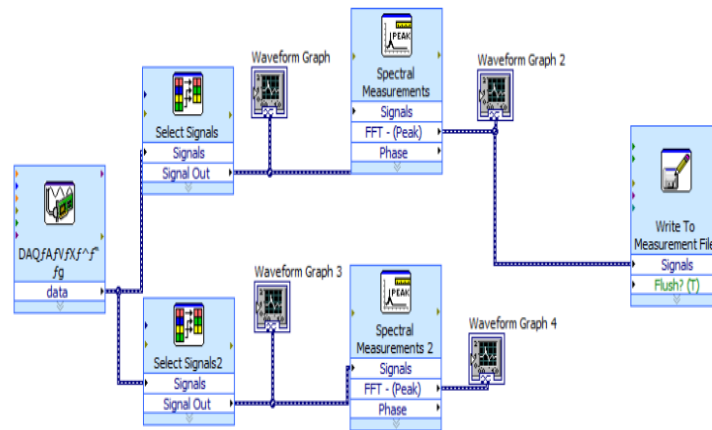 Waveform Graph
PEAK
Spectral
Measurements
Signals
FFT - (Peak)
Phase
Waveform Graph 2
Select Signals
Signals
Signal Out
DAQƒAƒVƒXƒ^ƒ“
ƒg
data
Write To
Measurement File
Signals
Flush? (T)
Waveform Graph 3
PEAK
Spectral
Measurements 2
Signals
FFT - (Peak)
Phase
Waveform Graph 4
Select Signals2
Signals
Signal Out